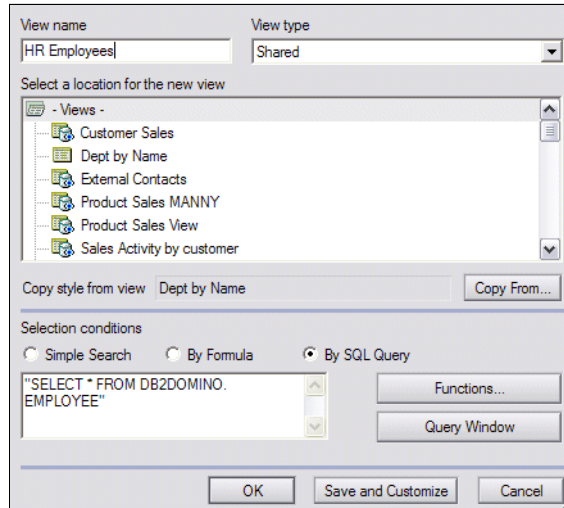 View name View type
HR Employees Shared
Select a location for the new view
- Views -
Customer Sales
Dept by Name
External Contacts
Product Sales MANNY
Product Sales View
Sales Activity by customer
Copy style from view Dept by Name Copy From...
Selection conditions
Simple Search By Formula By SQL Query
"SELECT * FROM DB2DOMINO.
EMPLOYEE"
Functions...
Query Window
OK Save and Customize Cancel